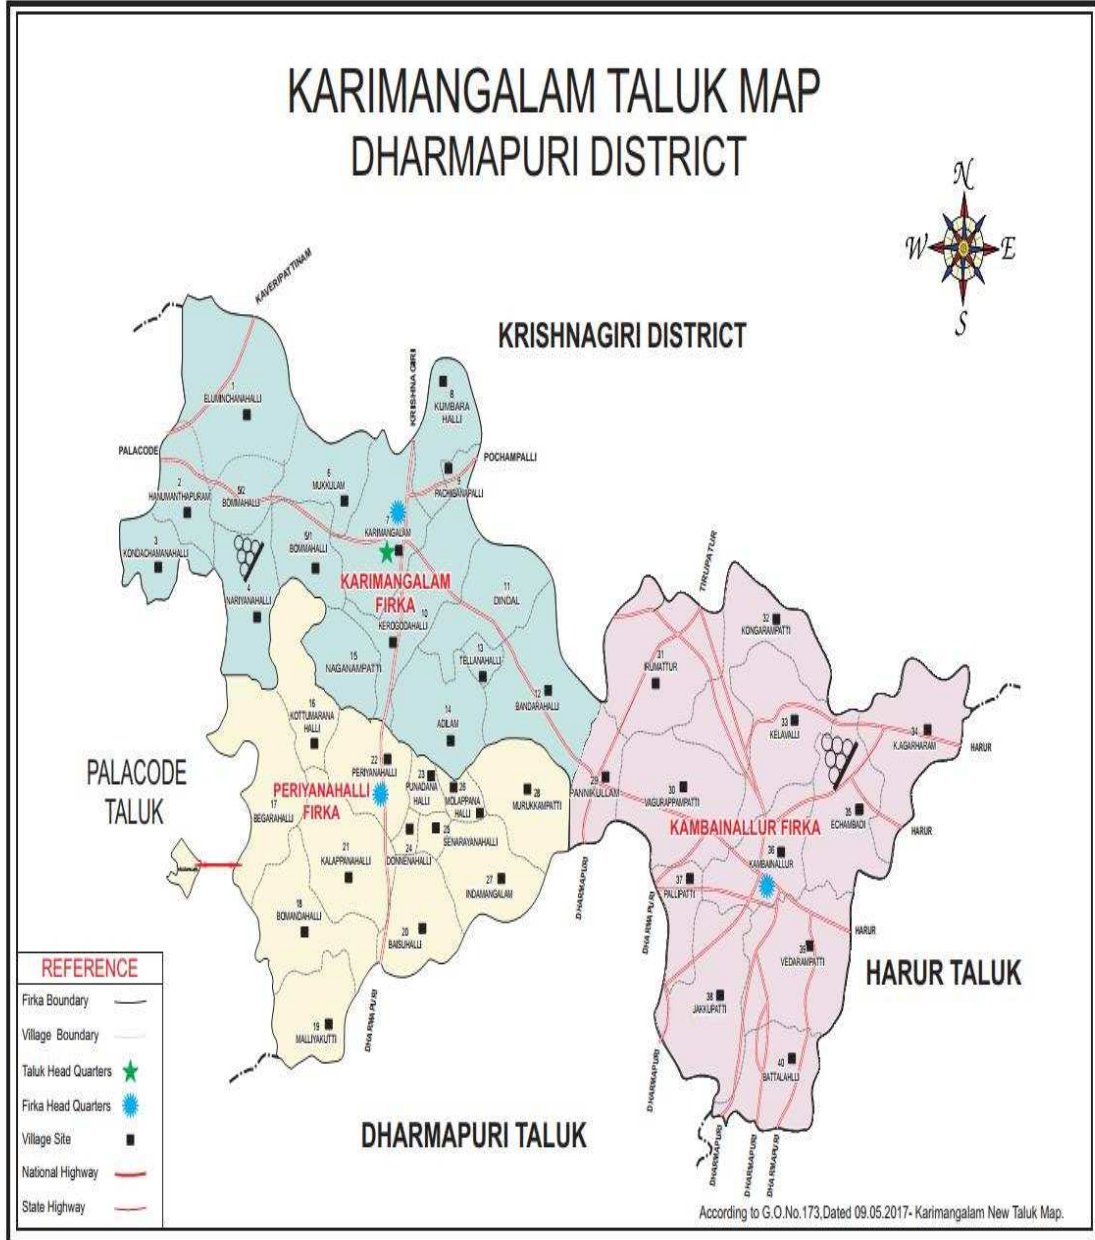 KARIMANGALAM TALUK MAP
DHARMAPURI DISTRICT
N
W
E
S
KAVERIPATTINAM
KRISHNAGIRI DISTRICT
KRISHNAGIRI
1
ELUMINCHANAHALLI
8
KUMBARA
HALLI
PALACODE
POCHAMPALLI
2
HANUMANTHAPURAM
5/2
BOMMAHALLI
6
MUKKULAM
9
PACHIGANAPALLI
7
KARIMANGALAM
3
KONDACHAMANAHALLI
5/1
BOMMAHALLI
TIRUPATUR
KARIMANGALAM
FIRKA
4
NARIYANAHALLI
10
KEROGODAHALLI
11
DINDAL
32
KONGARAMPATTI
15
NAGANAMPATTI
13
TELLANAHALLI
31
IRUMATTUR
12
BANDARAHALLI
16
KOTTUMARANA
HALLI
14
ADILAM
33
KELAVALLI
34
K.AGARHARAM
HARUR
PALACODE
TALUK
22
PERIYANAHALLI
23
PUNADANA
HALLI
26
MOLAPPANA
HALLI
28
MURUKKAMPATTI
29
PANNIKULLAM
30
VAGURAPPAMPATTI
PERIYANAHALLI
FIRKA
17
BEGARAHALLI
35
ECHAMBADI
HARUR
KAMBAINALLUR FIRKA
25
SENARAYANAHALLI
24
DONNENAHALLI
21
KALAPPANAHALLI
36
KAMBAINALLUR
27
INDAMANGALAM
37
PALLIPATTI
DHARMAPURI
DHARMAPURI
18
BOMANDAHALLI
20
BAISUHALLI
HARUR
39
VEDARAMPATTI
HARUR TALUK
38
JAKKUPATTI
19
MALLIYAKUTTI
DHARMAPURI
40
BATTALAHLLI
DHARMAPURI
DHARMAPURI TALUK
DHARMAPURI
DHARMAPURI
DHARMAPURI
REFERENCE
Firka Boundary
Village Boundary
Taluk Head Quarters
Firka Head Quarters
Village Site
National Highway
State Highway
According to G.O.No.173,Dated 09.05.2017- Karimangalam New Taluk Map.